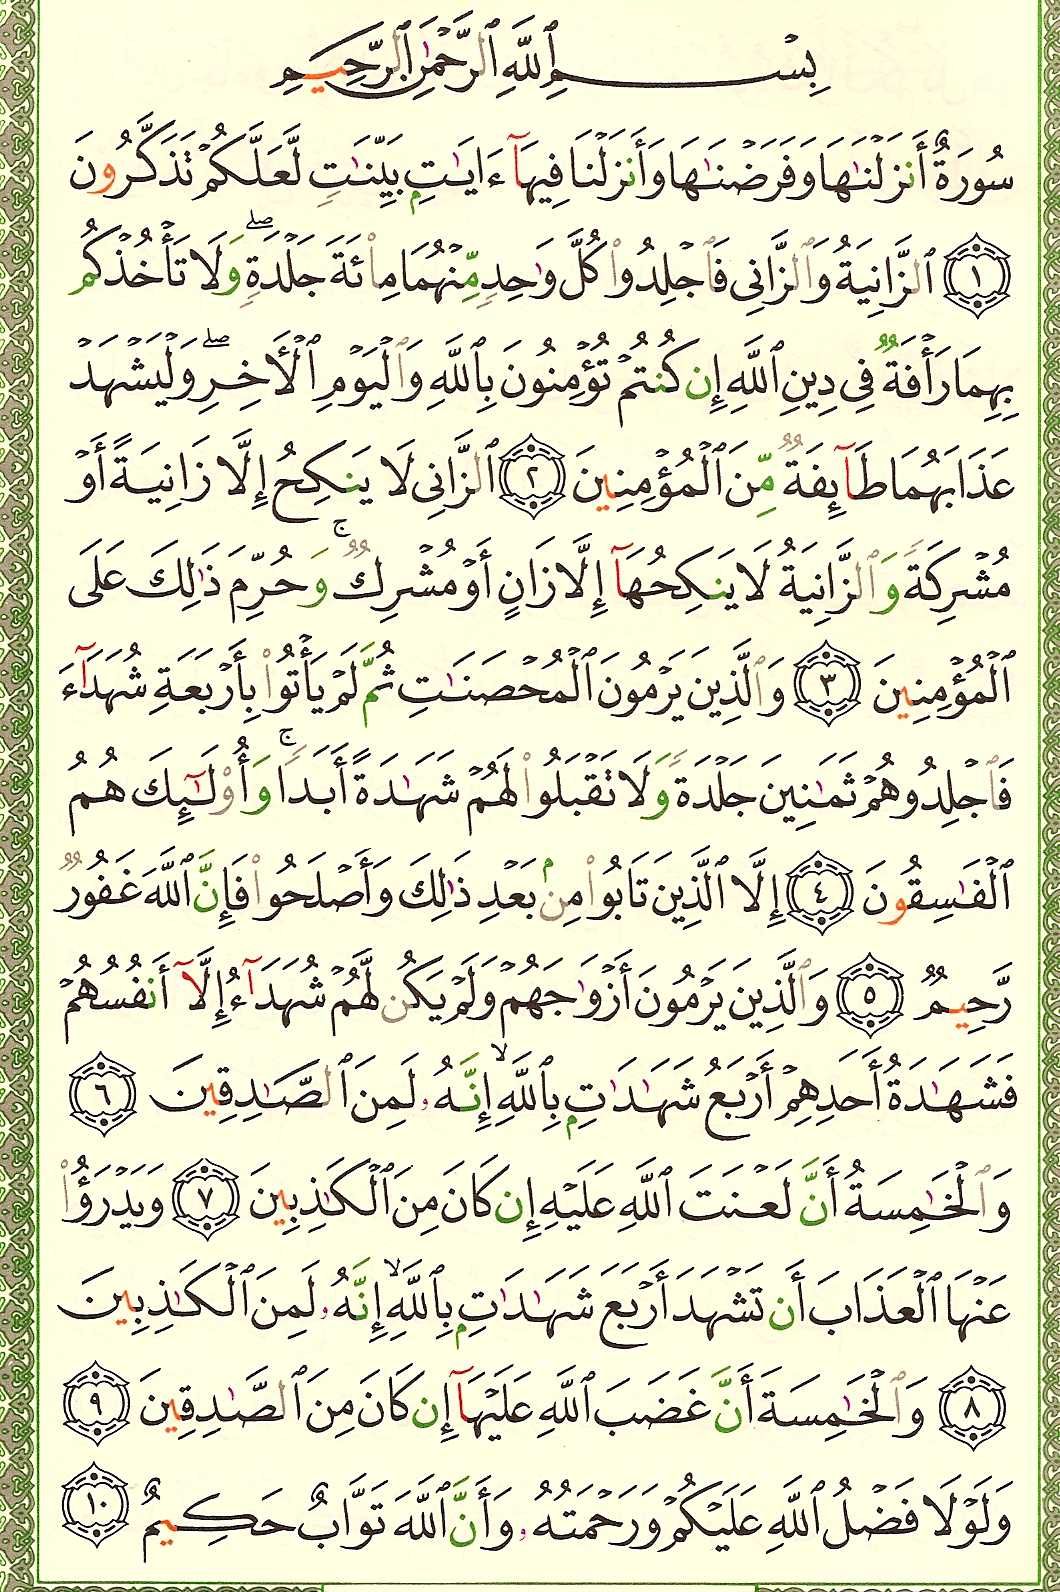 بِسْمِ ٱللَّهِ ٱلرَّحْمَٰنِ ٱلرَّحِيمِ
سُورَةٌ أَنزَلْنَٰهَا وَفَرَضْنَٰهَا وَأَنزَلْنَا فِيهَآ ءَايَٰتٍۭ بَيِّنَٰتٍ لَّعَلَّكُمْ تَذَكَّرُونَ
﴿١﴾ ٱلزَّانِيَةُ وَٱلزَّانِى فَٱجْلِدُوا۟ كُلَّ وَٰحِدٍ مِّنْهُمَا مِا۟ئَةَ جَلْدَةٍ ۖ وَلَا تَأْخُذْكُم
بِهِمَا رَأْفَةٌ فِى دِينِ ٱللَّهِ إِن كُنتُمْ تُؤْمِنُونَ بِٱللَّهِ وَٱلْيَوْمِ ٱلْأَخِرِ ۖ وَلْيَشْهَدْ
عَذَابَهُمَا طَآئِفَةٌ مِّنَ ٱلْمُؤْمِنِينَ ﴿٢﴾ ٱلزَّانِى لَا يَنكِحُ إِلَّا زَانِيَةً أَوْ
مُشْرِكَةً وَٱلزَّانِيَةُ لَا يَنكِحُهَآ إِلَّا زَانٍ أَوْ مُشْرِكٌ ۚ وَحُرِّمَ ذَٰلِكَ عَلَى
ٱلْمُؤْمِنِينَ ﴿٣﴾ وَٱلَّذِينَ يَرْمُونَ ٱلْمُحْصَنَٰتِ ثُمَّ لَمْ يَأْتُوا۟ بِأَرْبَعَةِ شُهَدَآءَ
فَٱجْلِدُوهُمْ ثَمَٰنِينَ جَلْدَةً وَلَا تَقْبَلُوا۟ لَهُمْ شَهَٰدَةً أَبَدًا ۚ وَأُو۟لَٰٓئِكَ هُمُ
ٱلْفَٰسِقُونَ ﴿٤﴾ إِلَّا ٱلَّذِينَ تَابُوا۟ مِنۢ بَعْدِ ذَٰلِكَ وَأَصْلَحُوا۟ فَإِنَّ ٱللَّهَ غَفُورٌ
رَّحِيمٌ ﴿٥﴾ وَٱلَّذِينَ يَرْمُونَ أَزْوَٰجَهُمْ وَلَمْ يَكُن لَّهُمْ شُهَدَآءُ إِلَّآ أَنفُسُهُمْ
فَشَهَٰدَةُ أَحَدِهِمْ أَرْبَعُ شَهَٰدَٰتٍۭ بِٱللَّهِ ۙ إِنَّهُۥ لَمِنَ ٱلصَّٰدِقِينَ ﴿٦﴾
وَٱلْخَٰمِسَةُ أَنَّ لَعْنَتَ ٱللَّهِ عَلَيْهِ إِن كَانَ مِنَ ٱلْكَٰذِبِينَ ﴿٧﴾ وَيَدْرَؤُا۟
عَنْهَا ٱلْعَذَابَ أَن تَشْهَدَ أَرْبَعَ شَهَٰدَٰتٍۭ بِٱللَّهِ ۙ إِنَّهُۥ لَمِنَ ٱلْكَٰذِبِينَ
﴿٨﴾ وَٱلْخَٰمِسَةَ أَنَّ غَضَبَ ٱللَّهِ عَلَيْهَآ إِن كَانَ مِنَ ٱلصَّٰدِقِينَ ﴿٩﴾
وَلَوْلَا فَضْلُ ٱللَّهِ عَلَيْكُمْ وَرَحْمَتُهُۥ وَأَنَّ ٱللَّهَ تَوَّابٌ حَكِيمٌ ﴿١٠﴾